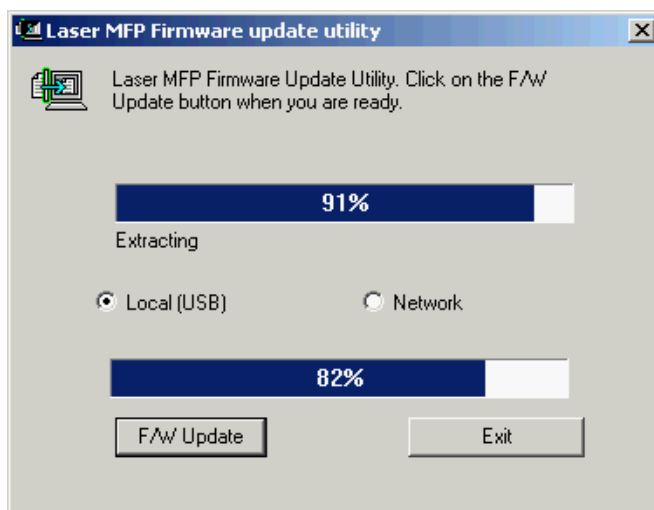 Laser MFP Firmware update utility
Laser MFP Firmware Update Utility. Click on the F/W
Update button when you are ready.
91%
Extracting
Local (USB)
Network
82%
F/W Update
Exit